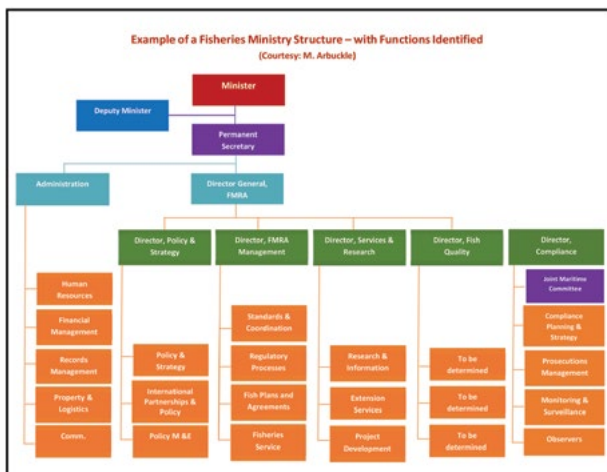 Example of a Fisheries Ministry Structure – with Functions Identified
(Courtesy: M. Arbuckle)
Minister
Deputy Minister
Permanent
Secretary
Administration
Director General,
FMRA
Director, Policy &
Strategy
Director, FMRA
Management
Director, Services &
Research
Director, Fish
Quality
Director,
Compliance
Human
Resources
Financial
Management
Records
Management
Property &
Logistics
Comm.
Policy &
Strategy
International
Partnerships &
Policy
Policy M &E
Standards &
Coordination
Regulatory
Processes
Fish Plans and
Agreements
Fisheries
Service
Research &
Information
Extension
Services
Project
Development
To be
determined
To be
determined
To be
determined
Joint Maritime
Committee
Compliance
Planning &
Strategy
Prosecutions
Management
Monitoring &
Surveillance
Observers